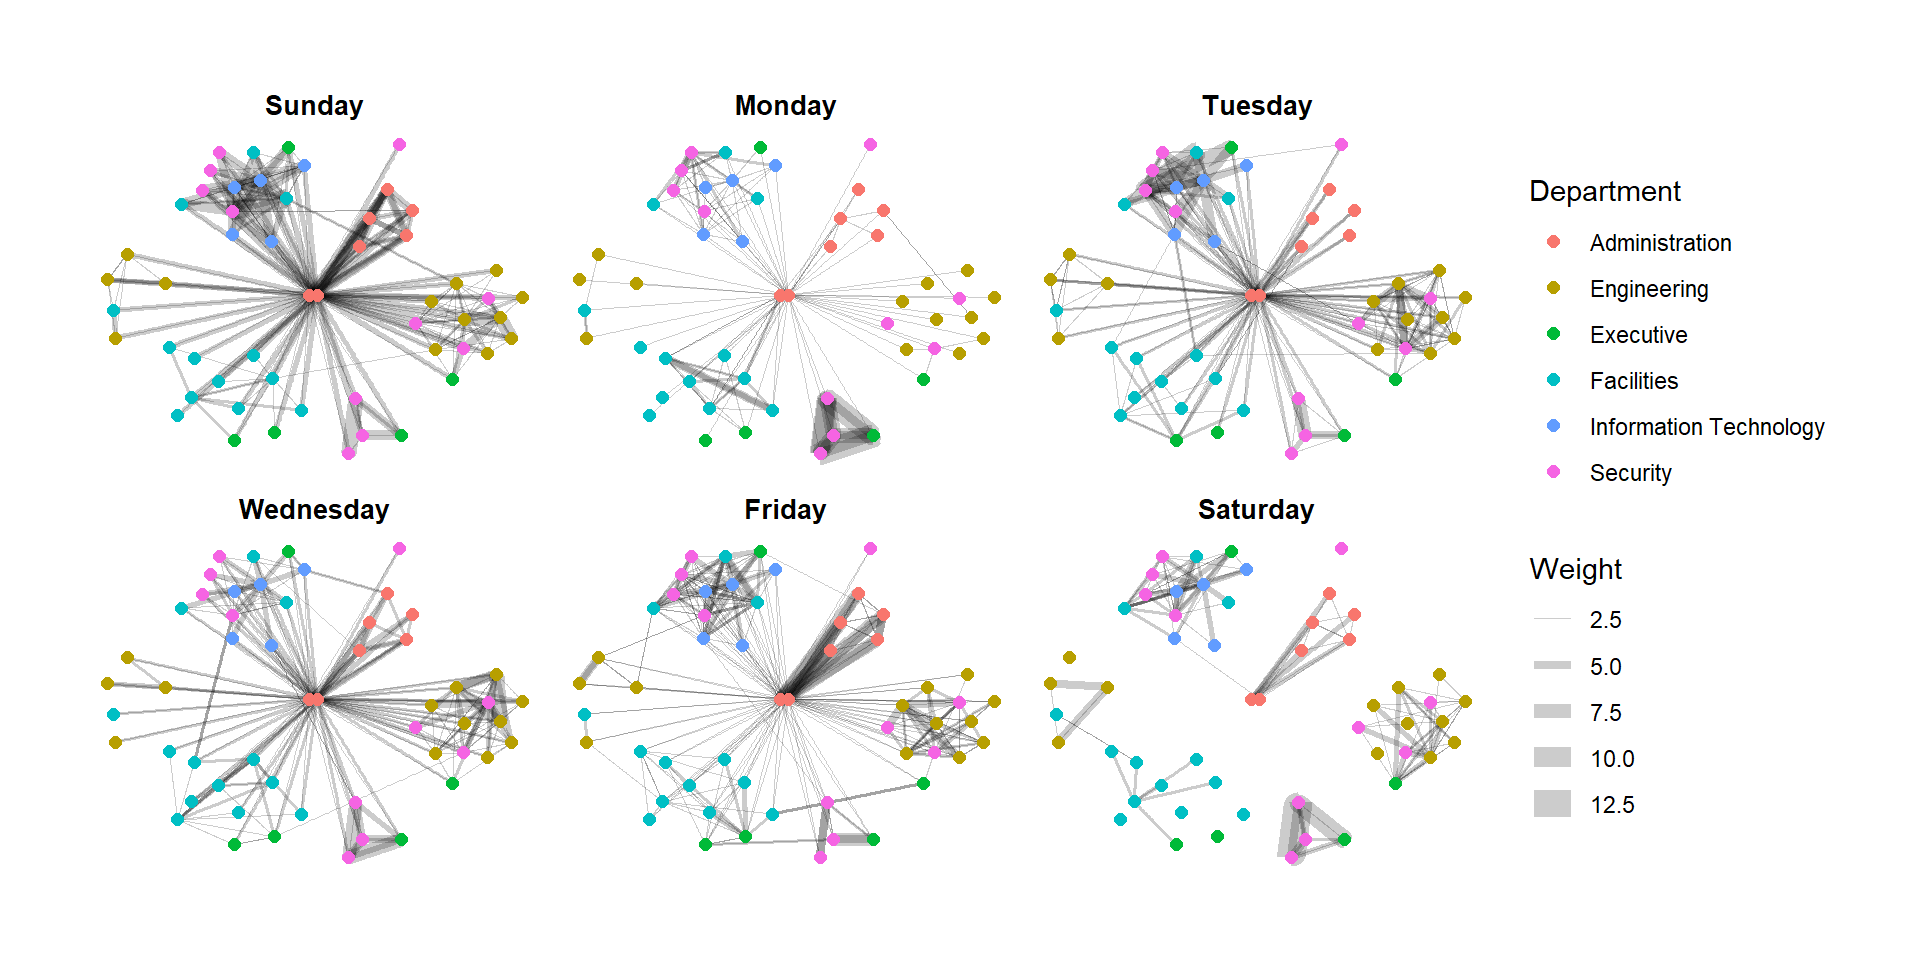 Sunday
Monday
Tuesday
Wednesday
Friday
Saturday
Department
Administration
Engineering
Executive
Facilities
Information Technology
Security
Weight
2.5
5.0
7.5
10.0
12.5